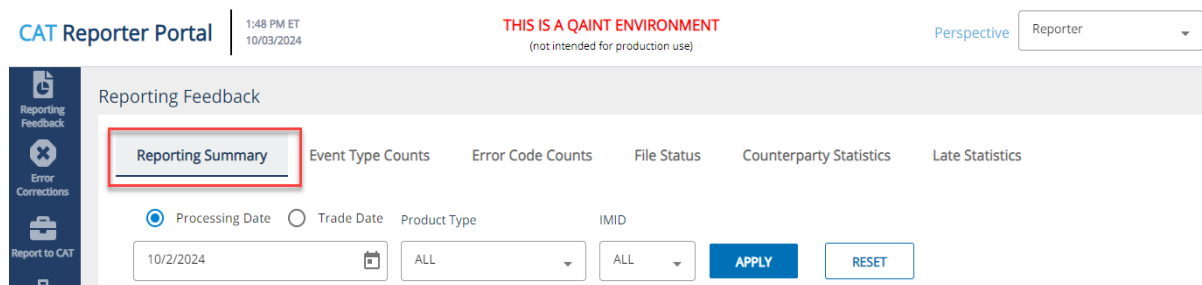 CAT Reporter Portal
1:48 PM ET
10/03/2024
THIS IS A QAINT ENVIRONMENT
(not intended for production use)
Perspective
Reporter
Reporting
Feedback
Error
Corrections
Report to CAT
Reporting Feedback
Reporting Summary Event Type Counts Error Code Counts File Status Counterparty Statistics Late Statistics
Processing Date Trade Date Product Type IMID
10/2/2024 ALL ALL APPLY RESET